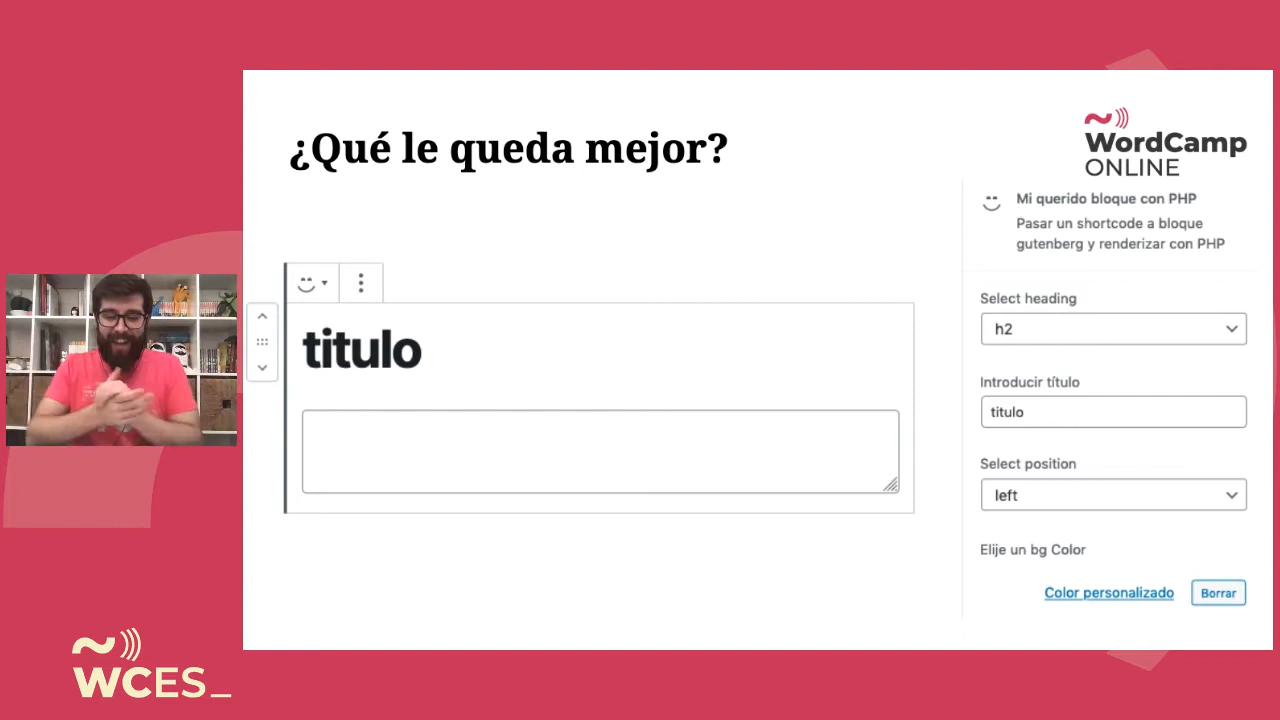 ¿Qué le queda mejor?
WordCamp
ONLINE
Mi querido bloque con PHP
Pasar un shortcode a bloque
gutenberg y renderizar con PHP
titulo
Select heading
h2
Introducir título
titulo
Select position
left
Elije un bg Color
Color personalizado
Borrar
WCES_